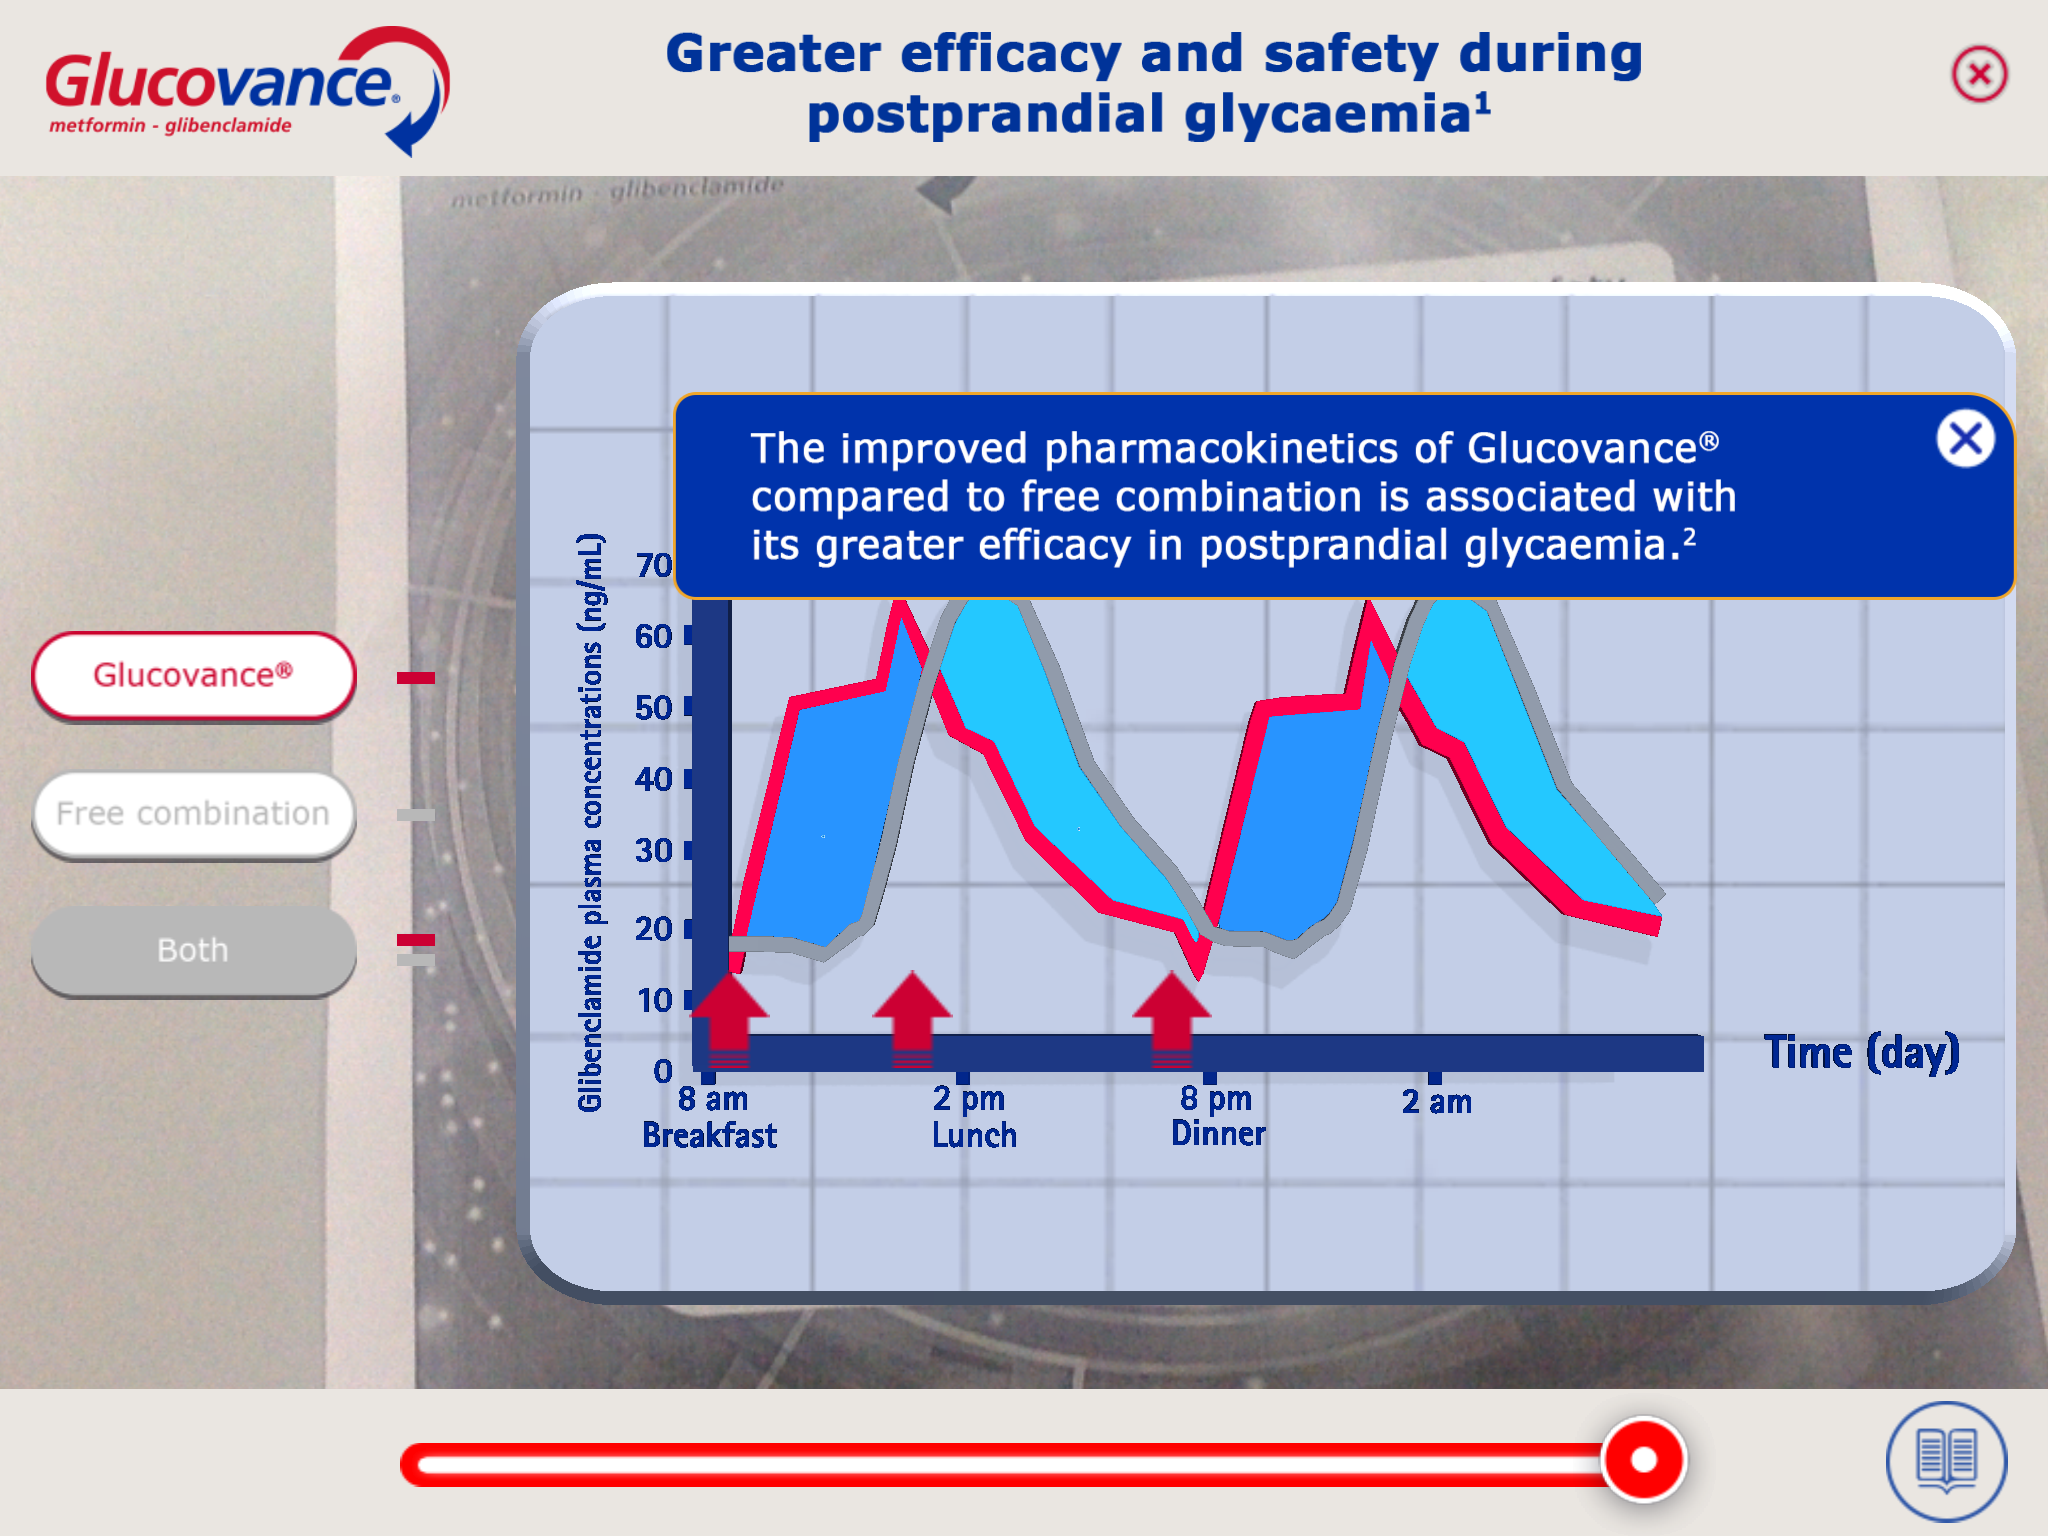 Glucovance®
metformin - glibenclamide
Greater efficacy and safety during
postprandial glycaemia¹
metformin - glibenclamide
The improved pharmacokinetics of Glucovance®
compared to free combination is associated with
its greater efficacy in postprandial glycaemia.²
Glucovance®
Free combination
Both
Glibenclamide plasma concentrations (ng/mL)
70
60
50
40
30
20
10
0
8 am
Breakfast
2 pm
Lunch
8 pm
Dinner
2 am
Time (day)